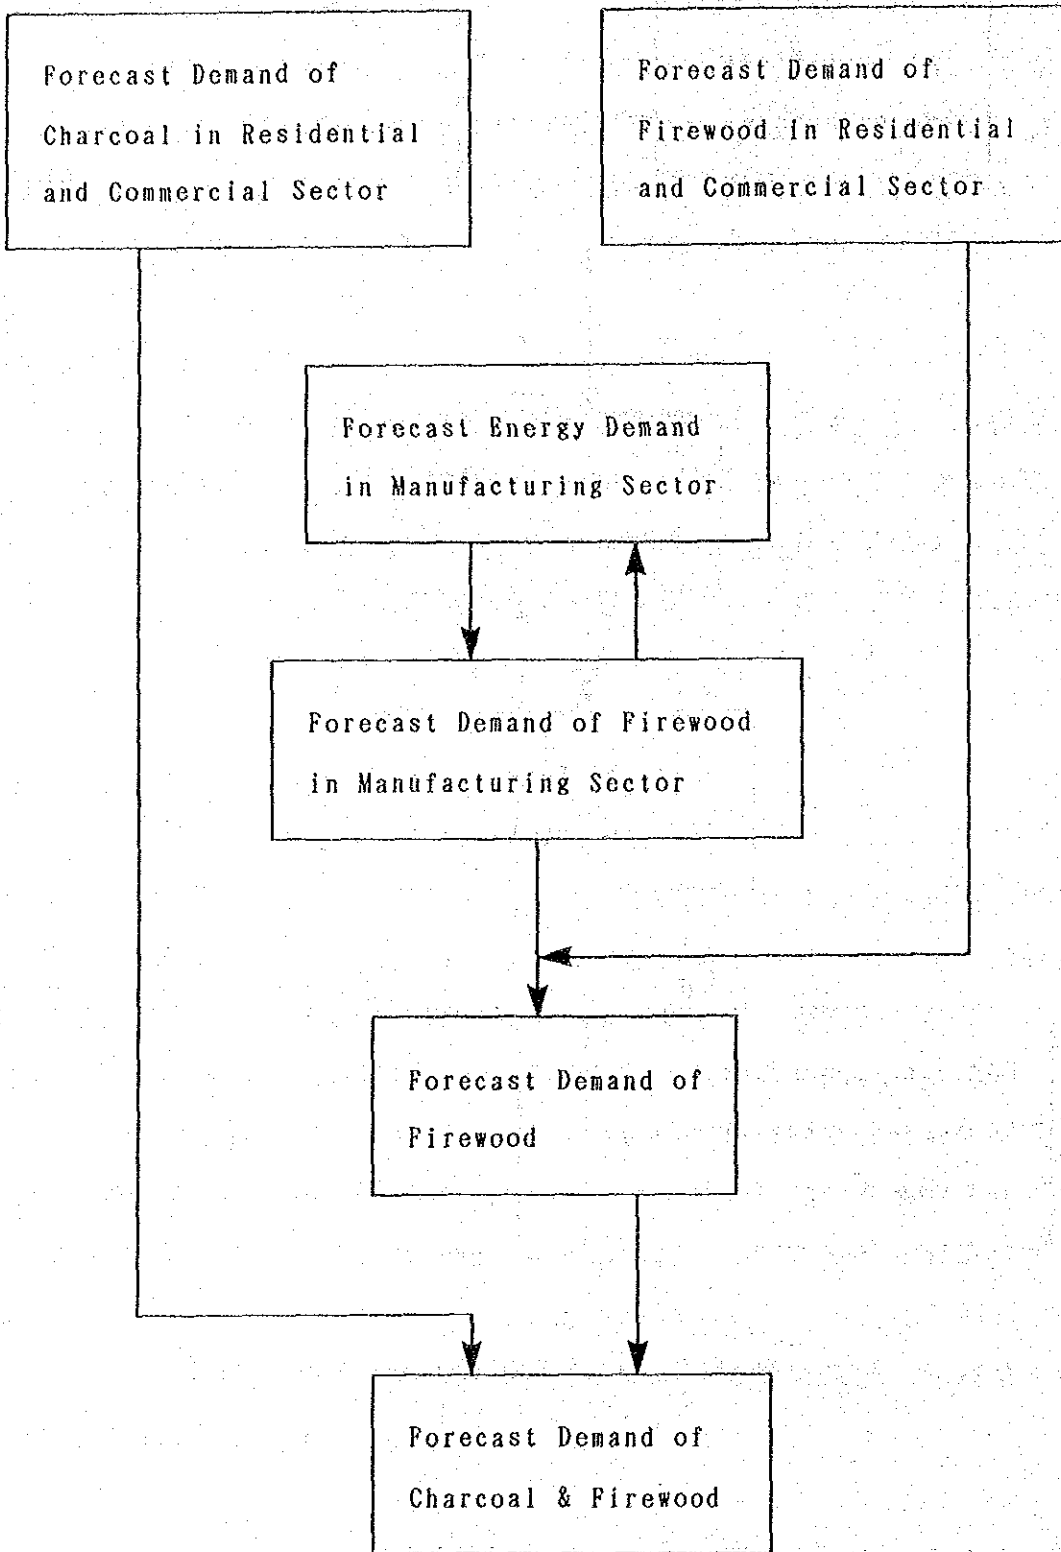 Forecast Demand of
Charcoal in Residential
and Commercial Sector
Forecast Demand of
Firewood in Residential
and Commercial Sector
Forecast Energy Demand
in Manufacturing Sector
Forecast Demand of Firewood
in Manufacturing Sector
Forecast Demand of
Firewood
Forecast Demand of
Charcoal & Firewood